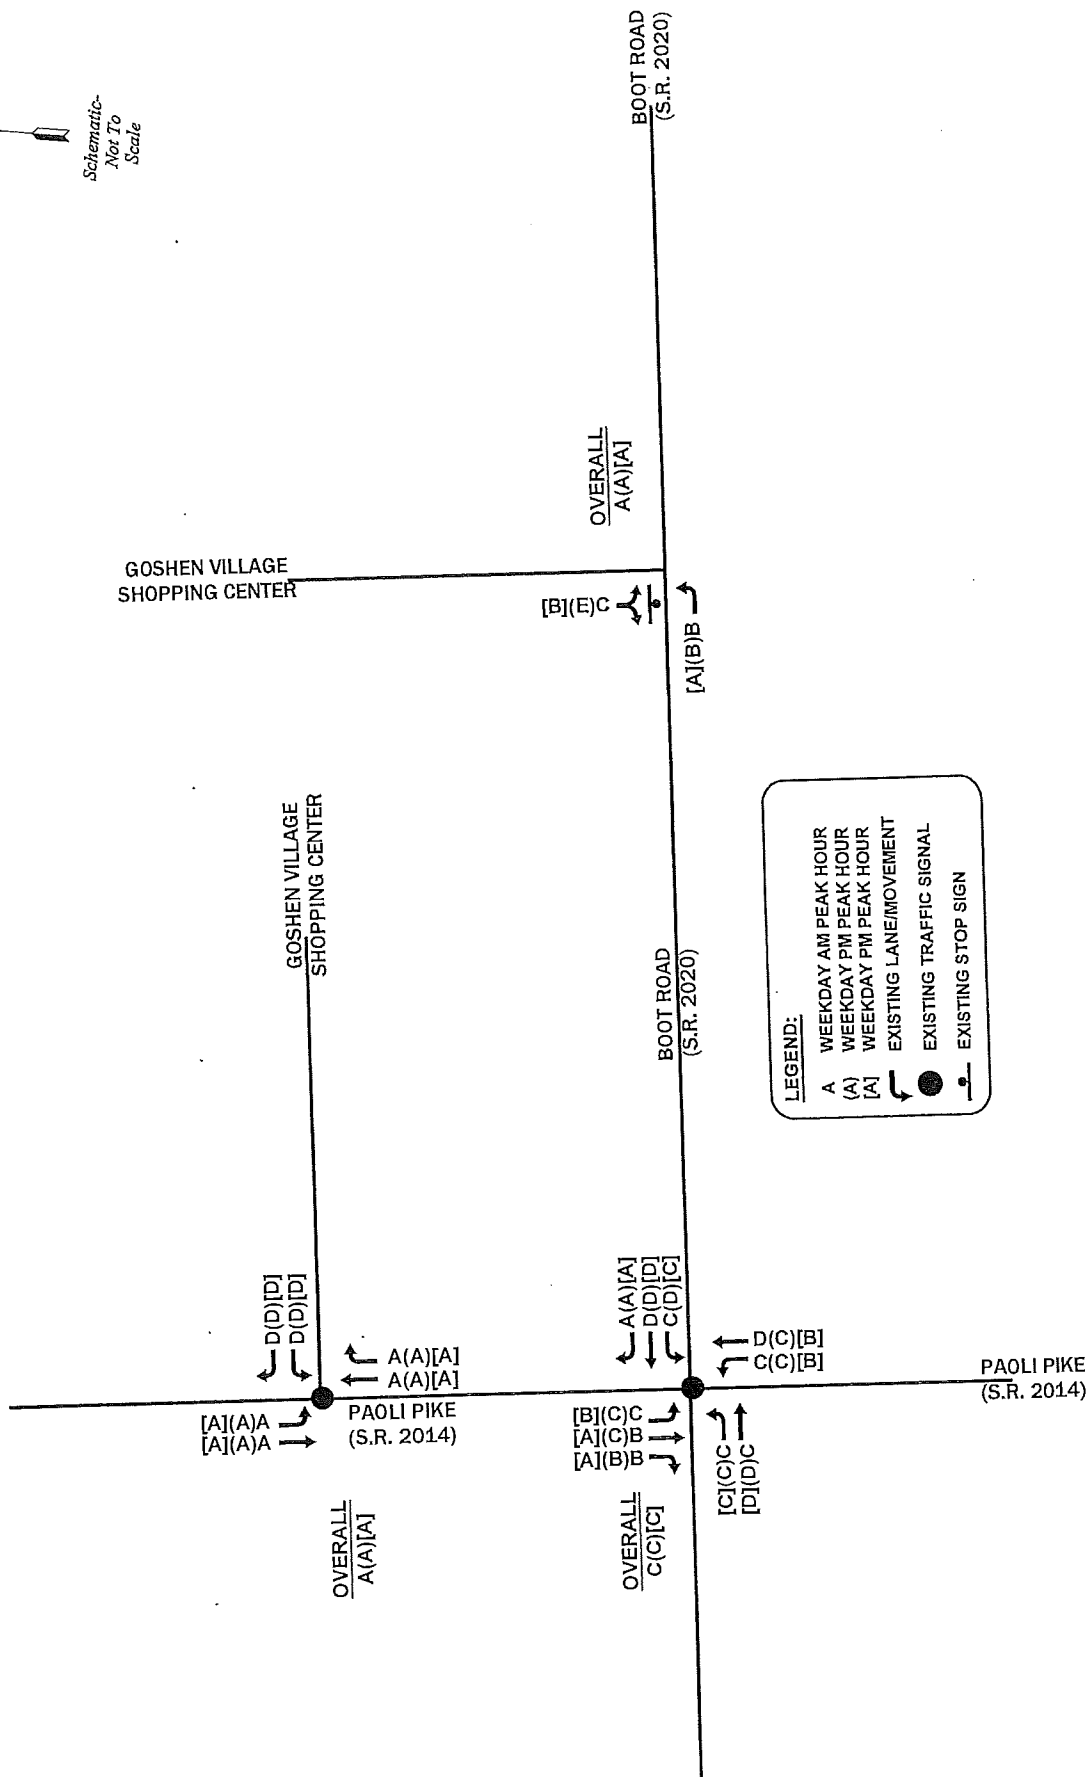 Schematic-
Not To
Scale
BOOT ROAD
(S.R. 2020)
OVERALL
A(A)[A]
GOSHEN VILLAGE
SHOPPING CENTER
[B](E)C
[A](B)B
GOSHEN VILLAGE
SHOPPING CENTER
BOOT ROAD
(S.R. 2020)
LEGEND:
A WEEKDAY AM PEAK HOUR
(A) WEEKDAY PM PEAK HOUR
[A] WEEKDAY PM PEAK HOUR
EXISTING LANE/MOVEMENT
EXISTING TRAFFIC SIGNAL
EXISTING STOP SIGN
D(D)[D]
D(D)[D]
A(A)[A]
A(A)[A]
[A](A)A
[A](A)A
PAOLI PIKE
(S.R. 2014)
OVERALL
A(A)[A]
A(A)[A]
D(D)[D]
C(D)[C]
D(C)[B]
C(C)[B]
PAOLI PIKE
(S.R. 2014)
[B](C)C
[A](C)B
[A](B)B
[C](C)C
[D](D)C
OVERALL
C(C)[C]